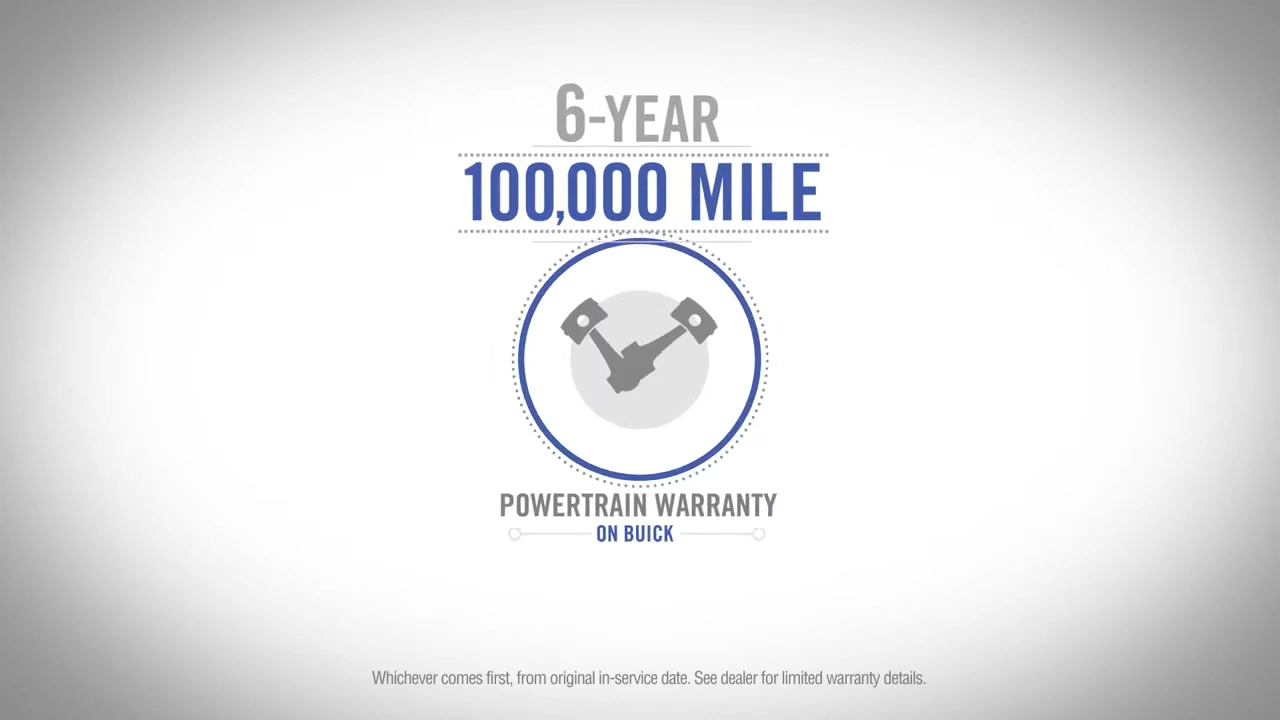 6-YEAR
100,000 MILE
POWERTRAIN WARRANTY
ON BUICK
Whichever comes first, from original in-service date. See dealer for limited warranty details.